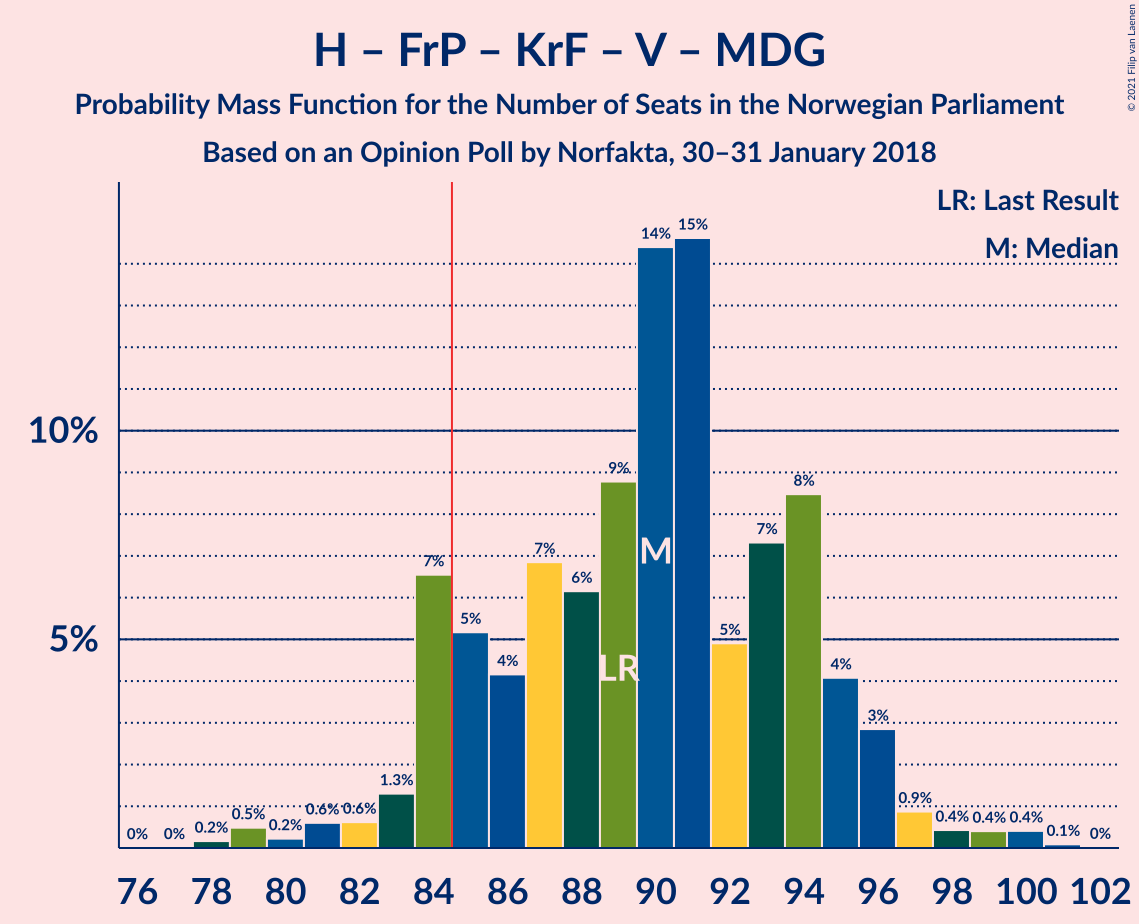 H – FrP – KrF – V – MDG
Probability Mass Function for the Number of Seats in the Norwegian Parliament
Based on an Opinion Poll by Norfakta, 30–31 January 2018
© 2021 Filip van Laenen
LR: Last Result
M: Median
10%
5%
0% 0% 0.2% 0.5% 0.2% 0.6% 0.6% 1.3% 7% 5% 4% 7% 6% 9% 14% 15% 5% 7% 8% 4% 3% 0.9% 0.4% 0.4% 0.4% 0.1% 0%
M
LR
76 78 80 82 84 86 88 90 92 94 96 98 100 102